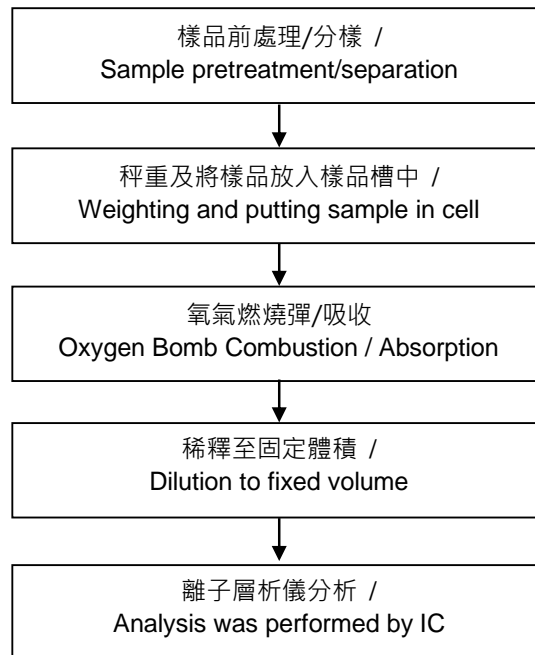 樣品前處理/分樣 /
Sample pretreatment/separation
秤重及將樣品放入樣品槽中 /
Weighting and putting sample in cell
氧氣燃燒彈/吸收
Oxygen Bomb Combustion / Absorption
稀釋至固定體積 /
Dilution to fixed volume
離子層析儀分析 /
Analysis was performed by IC